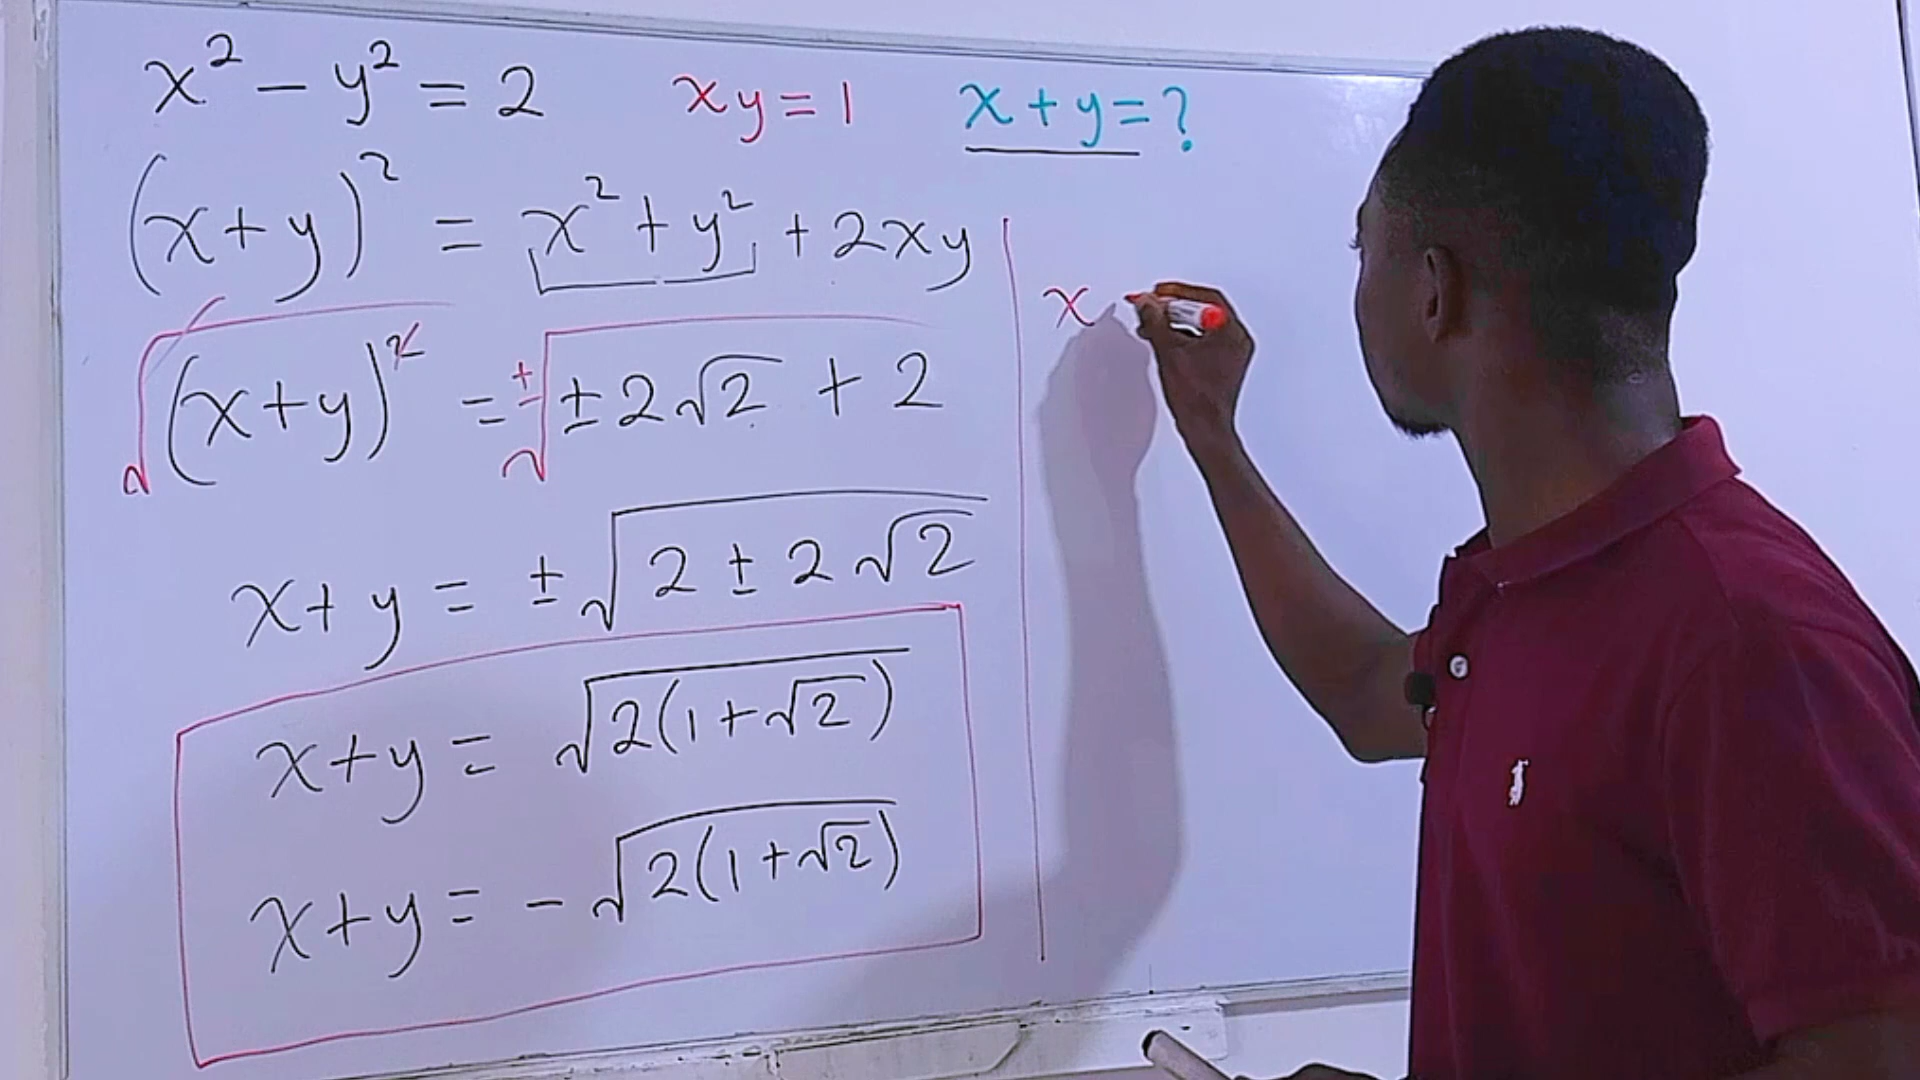 x² − y² = 2 xy = 1 x + y = ?
(x + y)² = x² + y² + 2xy
√(x + y)² = ±√(±2√2 + 2)
x + y = ±√(2 ± 2√2)
x + y = √(2(1 + √2))
x + y = −√(2(1 + √2))
x